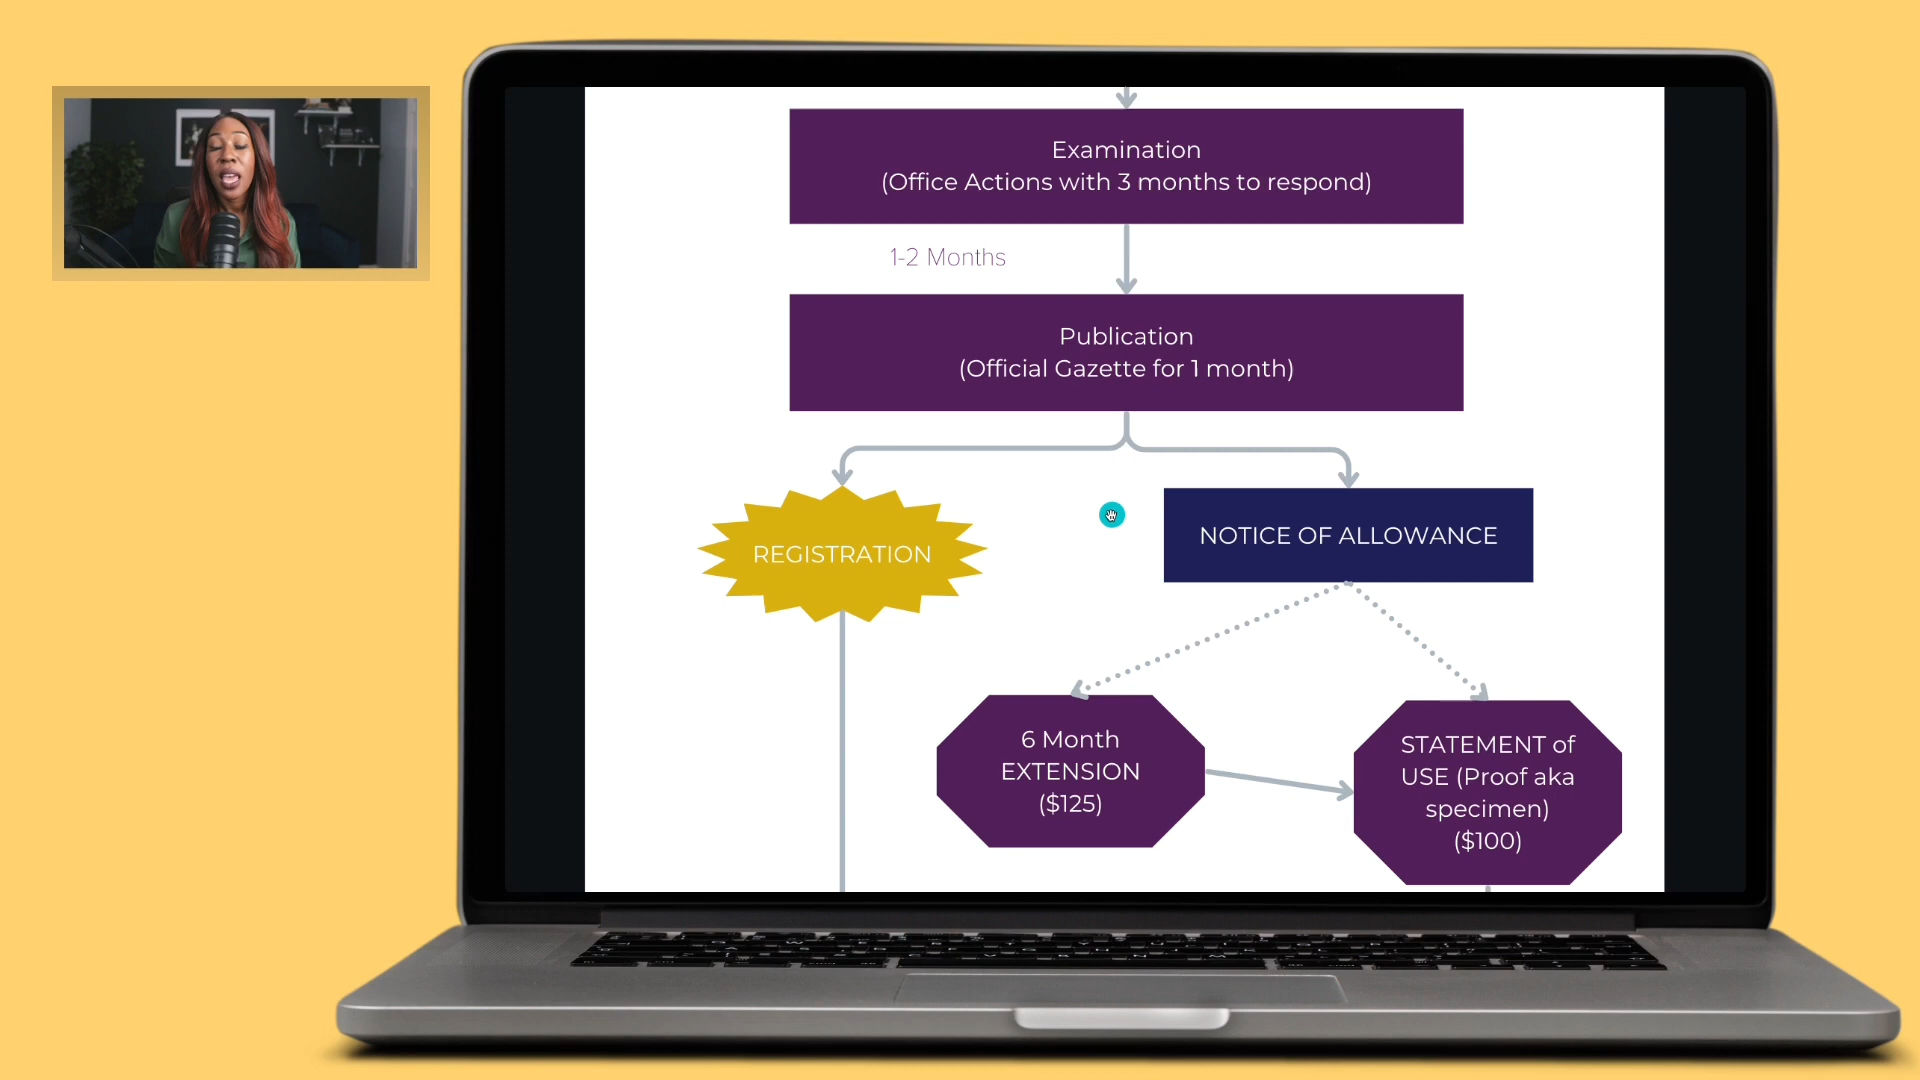 Examination
(Office Actions with 3 months to respond)
1-2 Months
Publication
(Official Gazette for 1 month)
REGISTRATION
NOTICE OF ALLOWANCE
6 Month
EXTENSION
($125)
STATEMENT of
USE (Proof aka
specimen)
($100)